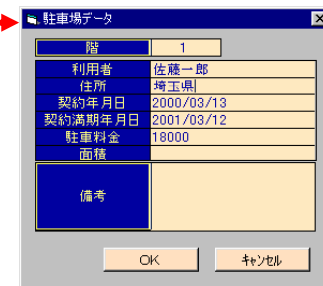 駐車場データ
階 1
利用者 佐藤一郎
住所 埼玉県
契約年月日 2000/03/13
契約満期年月日 2001/03/12
駐車料金 18000
面積
備考
OK キャンセル